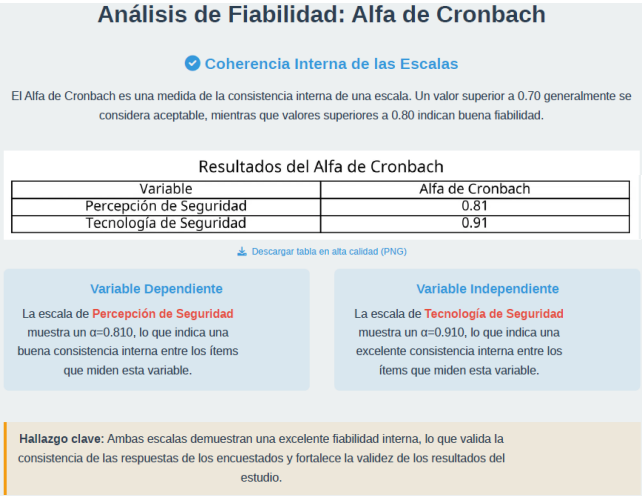 Análisis de Fiabilidad: Alfa de Cronbach
Coherencia Interna de las Escalas
El Alfa de Cronbach es una medida de la consistencia interna de una escala. Un valor superior a 0.70 generalmente se
considera aceptable, mientras que valores superiores a 0.80 indican buena fiabilidad.
Resultados del Alfa de Cronbach
Variable Alfa de Cronbach
Percepción de Seguridad 0.81
Tecnología de Seguridad 0.91
Descargar tabla en alta calidad (PNG)
Variable Dependiente
La escala de Percepción de Seguridad
muestra un α=0.810, lo que indica una
buena consistencia interna entre los ítems
que miden esta variable.
Variable Independiente
La escala de Tecnología de Seguridad
muestra un α=0.910, lo que indica una
excelente consistencia interna entre los
ítems que miden esta variable.
Hallazgo clave: Ambas escalas demuestran una excelente fiabilidad interna, lo que valida la
consistencia de las respuestas de los encuestados y fortalece la validez de los resultados del
estudio.